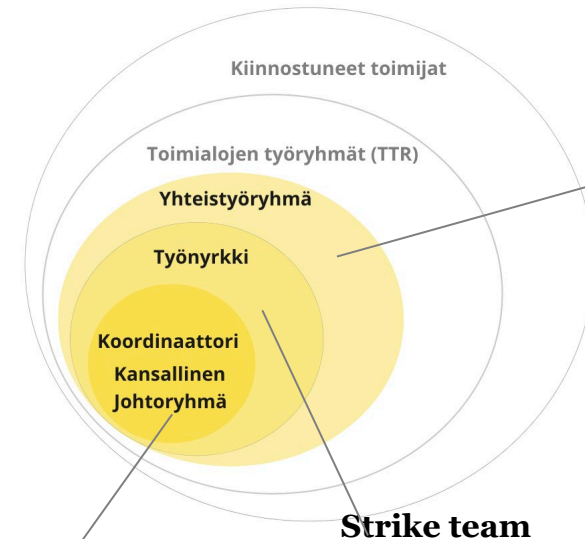 Kiinnostuneet toimijat
Toimialojen työryhmät (TTR)
Yhteistyöryhmä
Työnyrkki
Koordinaattori
Kansallinen
Johtoryhmä
Strike team